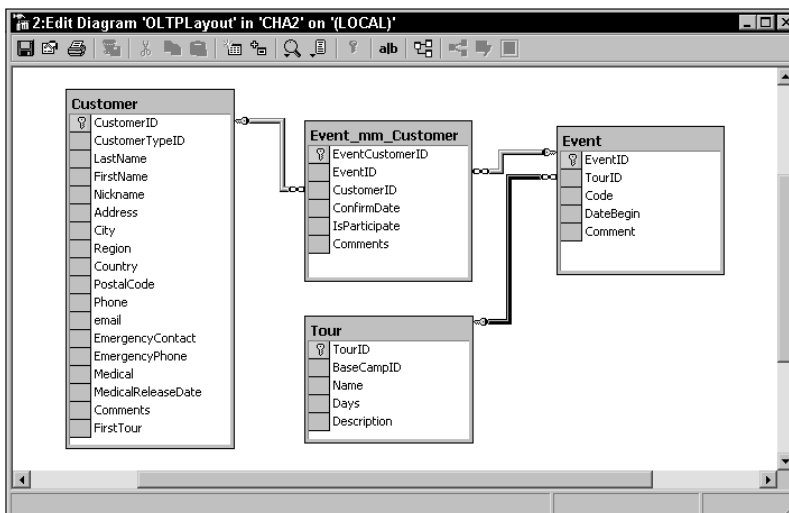 2:Edit Diagram 'OLTPLayout' in 'CHA2' on '(LOCAL)'
a|b
Customer
CustomerID
CustomerTypeID
LastName
FirstName
Nickname
Address
City
Region
Country
PostalCode
Phone
email
EmergencyContact
EmergencyPhone
Medical
MedicalReleaseDate
Comments
FirstTour
Event_mm_Customer
EventCustomerID
EventID
CustomerID
ConfirmDate
IsParticipate
Comments
Event
EventID
TourID
Code
DateBegin
Comment
Tour
TourID
BaseCampID
Name
Days
Description